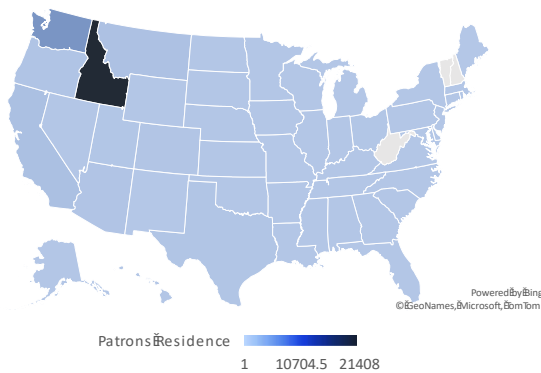 Powered by Bing
© GeoNames, Microsoft, TomTom
Patrons Residence
1 10704.5 21408